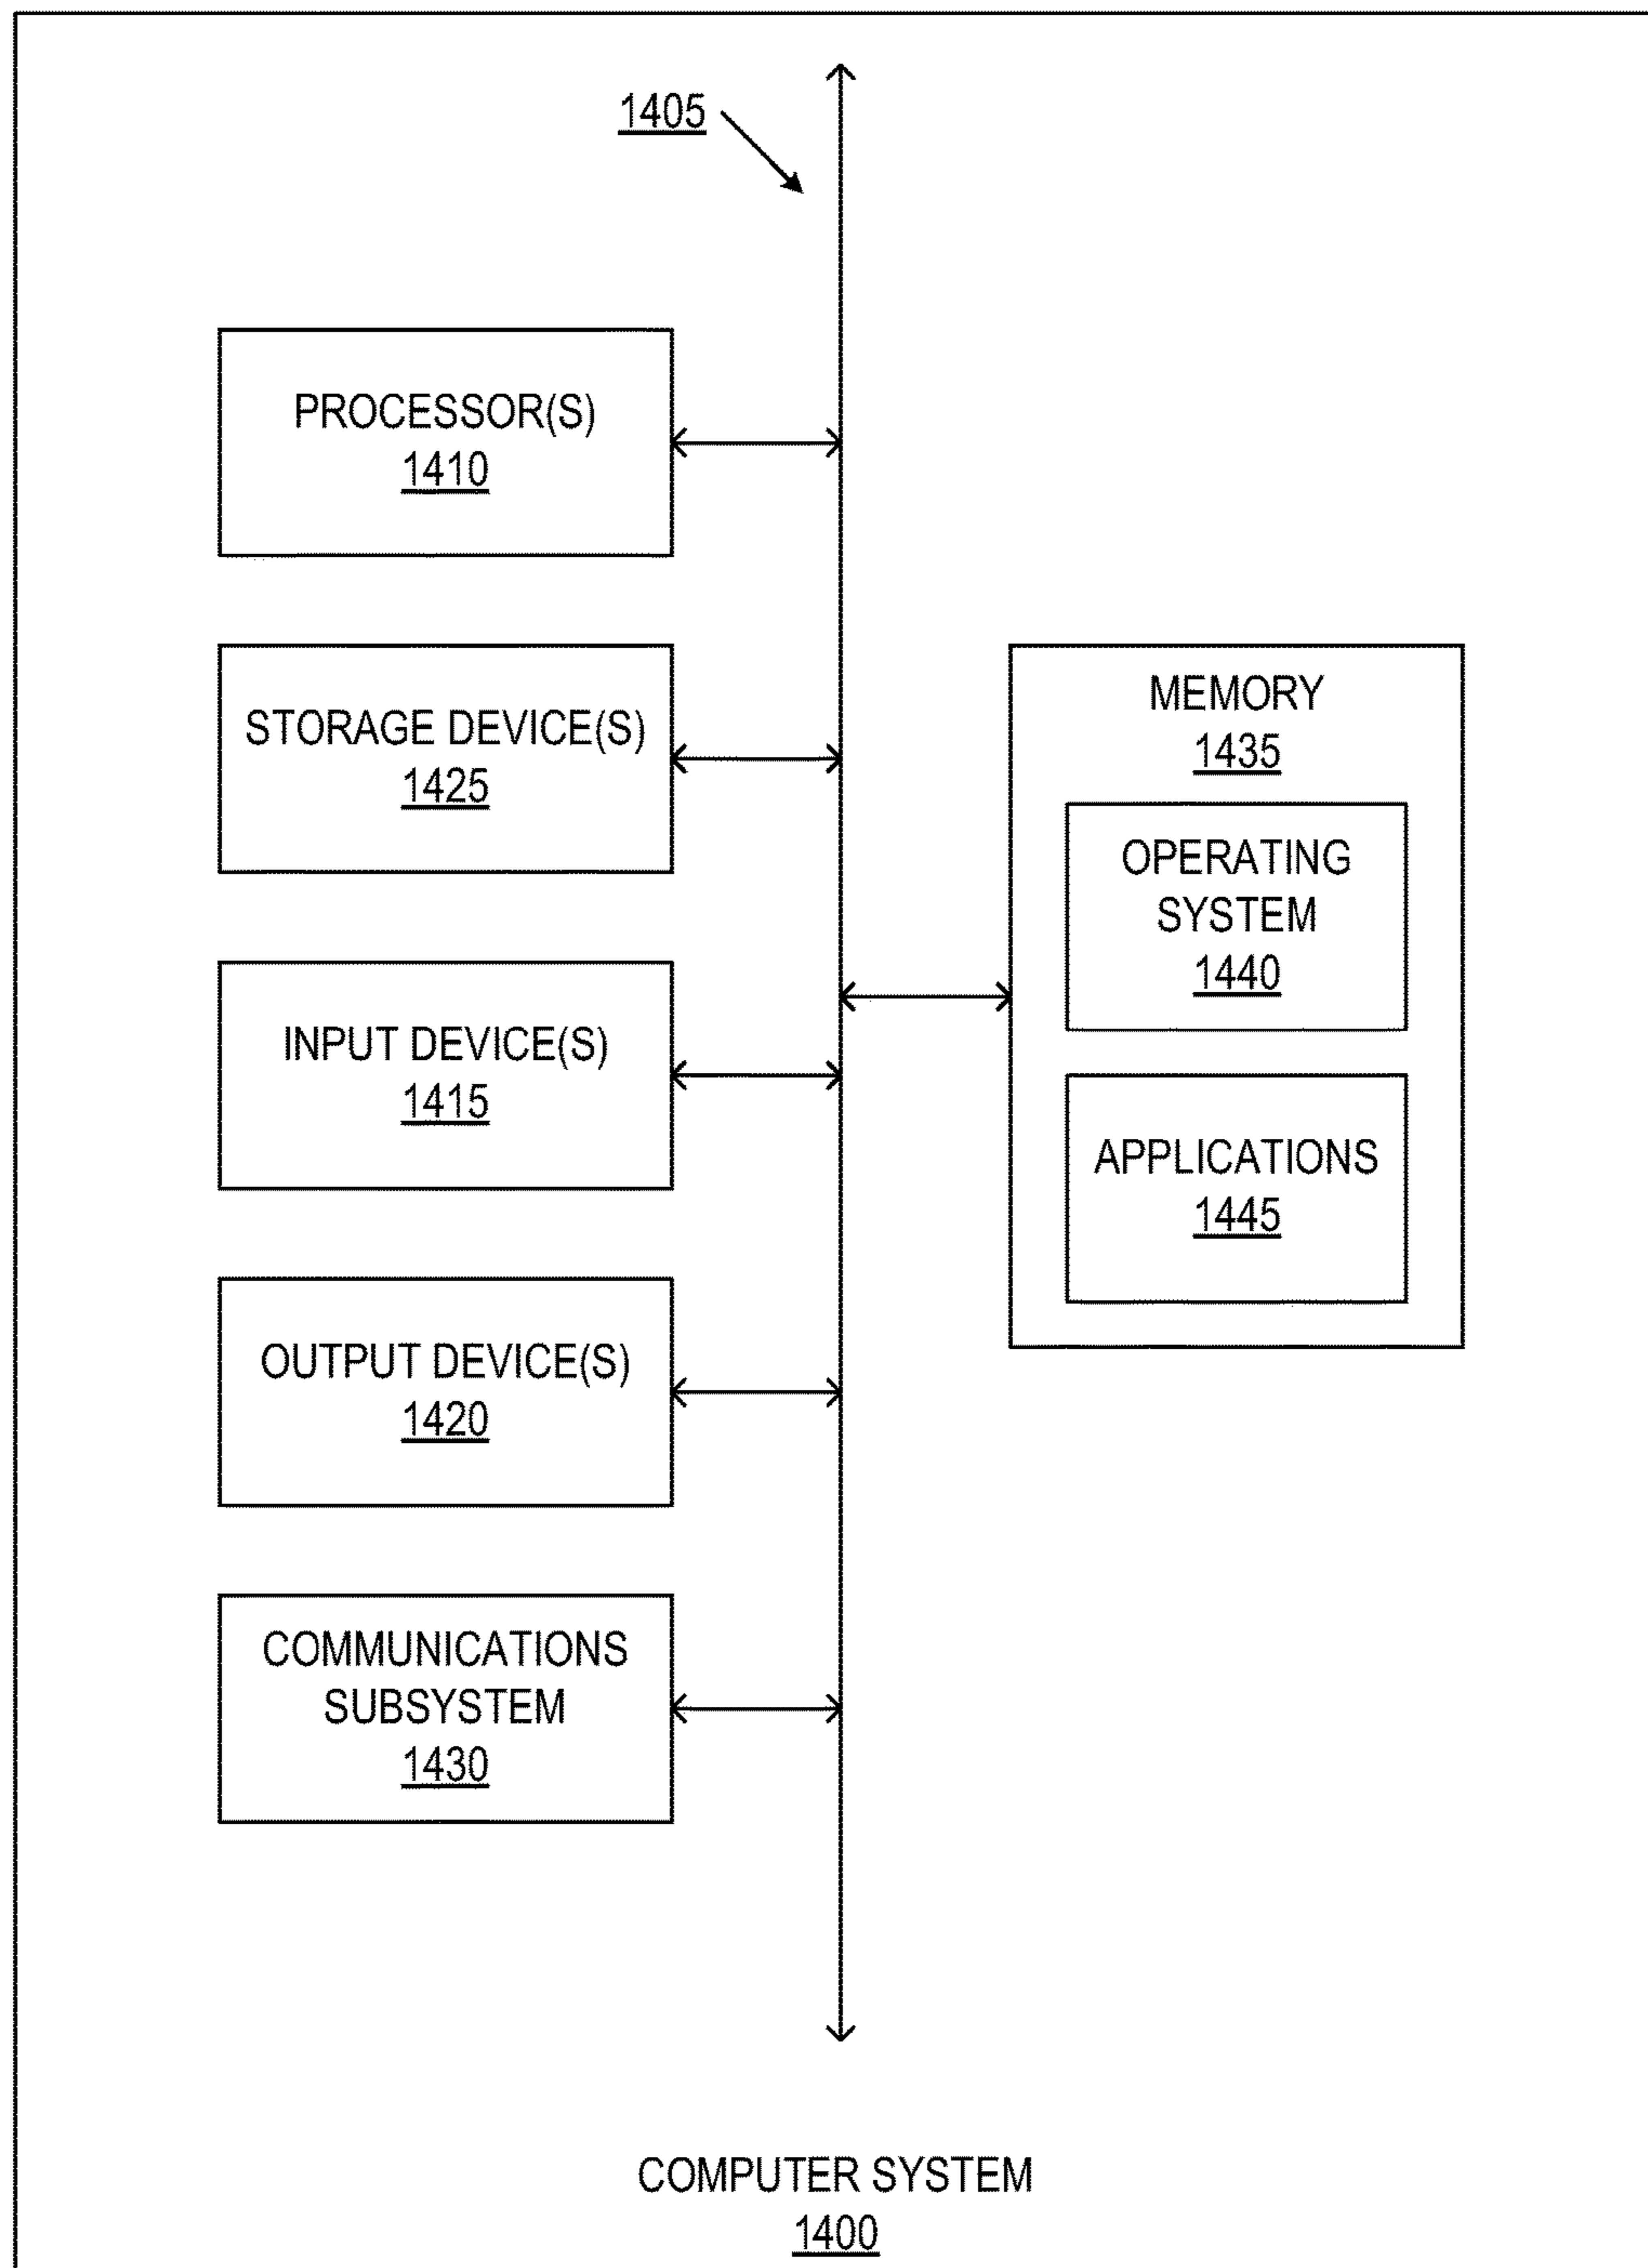 1405
PROCESSOR(S)
1410
STORAGE DEVICE(S)
1425
INPUT DEVICE(S)
1415
OUTPUT DEVICE(S)
1420
COMMUNICATIONS
SUBSYSTEM
1430
MEMORY
1435
OPERATING
SYSTEM
1440
APPLICATIONS
1445
COMPUTER SYSTEM
1400